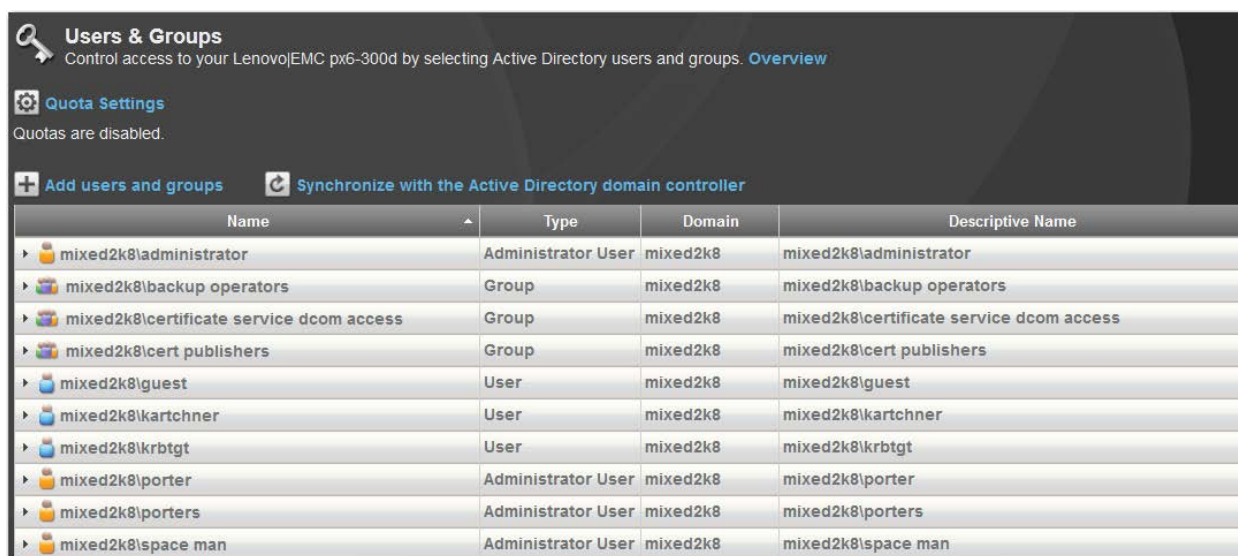 Users & Groups
Control access to your Lenovo|EMC px6-300d by selecting Active Directory users and groups. Overview
Quota Settings
Quotas are disabled.
Add users and groups Synchronize with the Active Directory domain controller
Name Type Domain Descriptive Name
mixed2k8\administrator Administrator User mixed2k8 mixed2k8\administrator
mixed2k8\backup operators Group mixed2k8 mixed2k8\backup operators
mixed2k8\certificate service dcom access Group mixed2k8 mixed2k8\certificate service dcom access
mixed2k8\cert publishers Group mixed2k8 mixed2k8\cert publishers
mixed2k8\guest User mixed2k8 mixed2k8\guest
mixed2k8\kartchner User mixed2k8 mixed2k8\kartchner
mixed2k8\krbtgt User mixed2k8 mixed2k8\krbtgt
mixed2k8\porter Administrator User mixed2k8 mixed2k8\porter
mixed2k8\porters Administrator User mixed2k8 mixed2k8\porters
mixed2k8\space man Administrator User mixed2k8 mixed2k8\space man